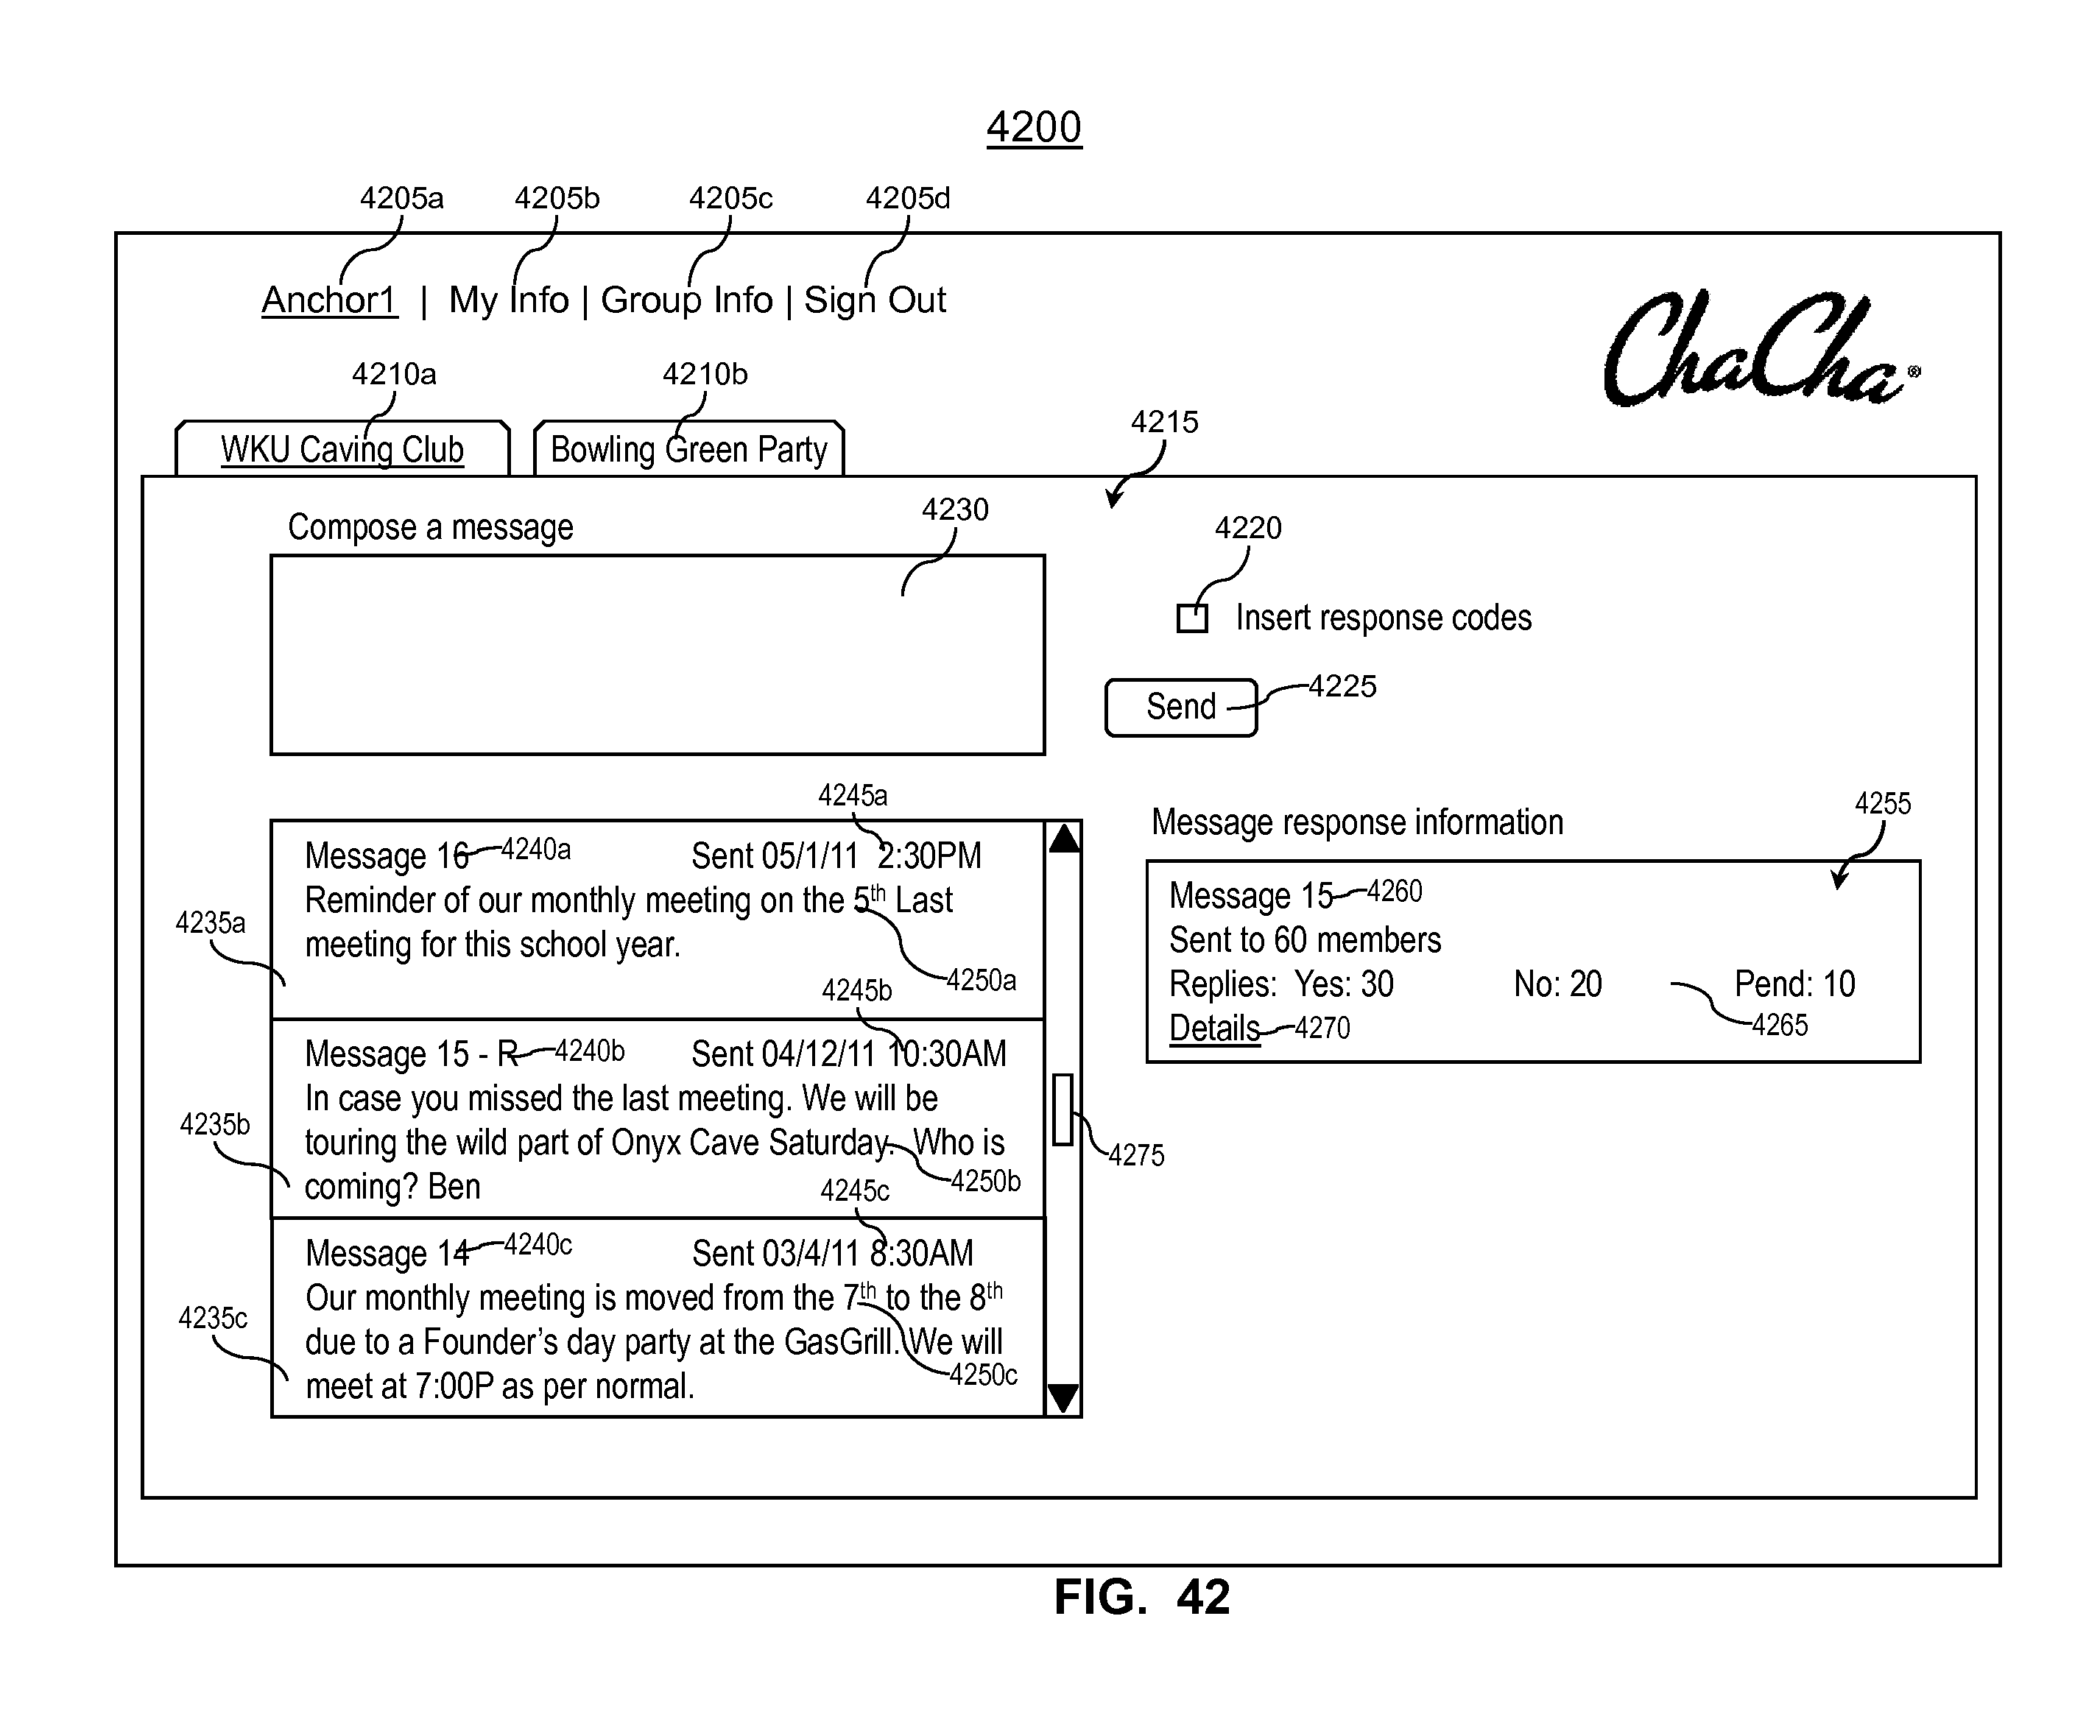 4200
4205a 4205b 4205c 4205d
Anchor1 | My Info | Group Info | Sign Out
ChaCha®
4210a 4210b
WKU Caving Club Bowling Green Party
4215
Compose a message
4230
4220
Insert response codes
Send 4225
4245a
Message 16 4240a Sent 05/1/11 2:30PM
Reminder of our monthly meeting on the 5th Last
meeting for this school year.
4235a
4250a
4245b
Message 15 - R 4240b Sent 04/12/11 10:30AM
In case you missed the last meeting. We will be
touring the wild part of Onyx Cave Saturday. Who is
coming? Ben
4235b
4250b
4245c
Message 14 4240c Sent 03/4/11 8:30AM
Our monthly meeting is moved from the 7th to the 8th
due to a Founder's day party at the GasGrill. We will
meet at 7:00P as per normal.
4235c
4250c
4275
Message response information
4255
Message 15 4260
Sent to 60 members
Replies: Yes: 30 No: 20 Pend: 10
4265
Details 4270
FIG. 42